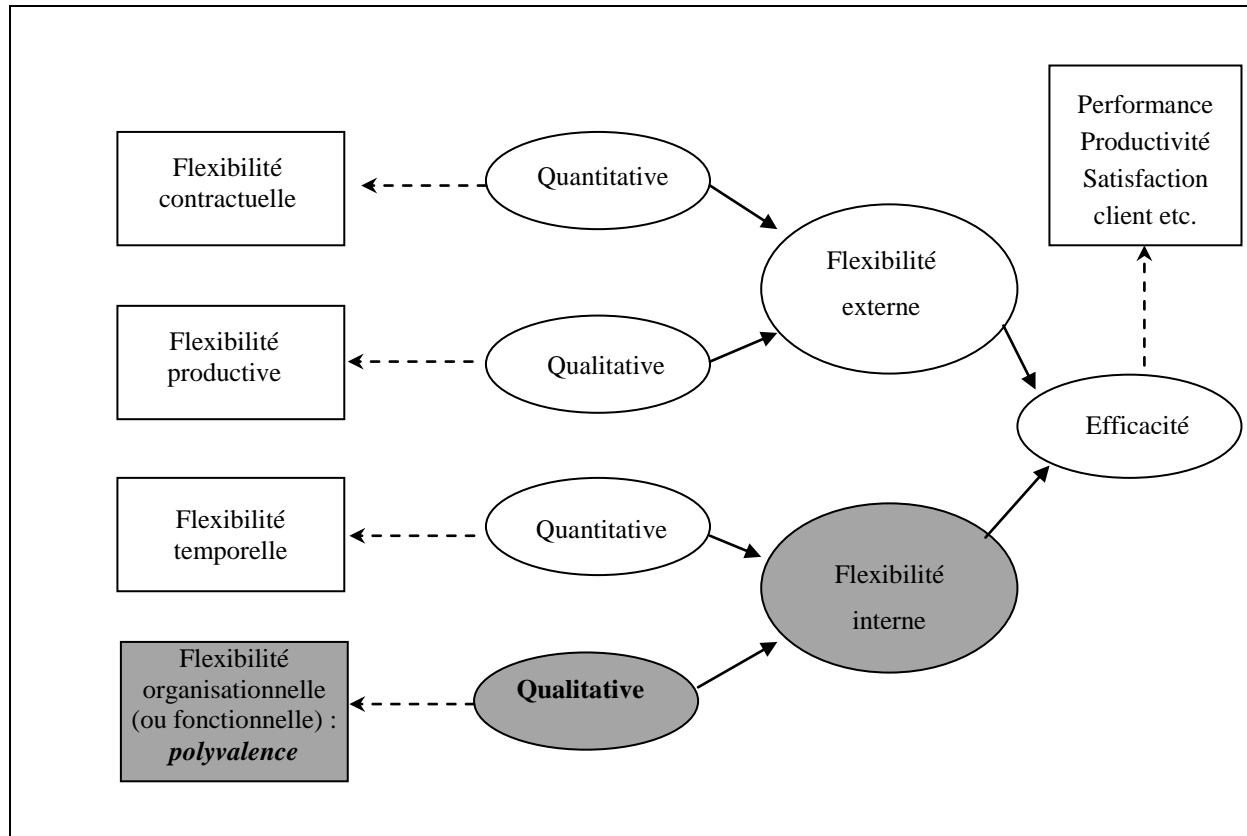 Flexibilité
contractuelle
Quantitative
Performance
Productivité
Satisfaction
client etc.
Flexibilité
externe
Flexibilité
productive
Qualitative
Efficacité
Flexibilité
temporelle
Quantitative
Flexibilité
interne
Flexibilité
organisationnelle
(ou fonctionnelle) :
polyvalence
Qualitative